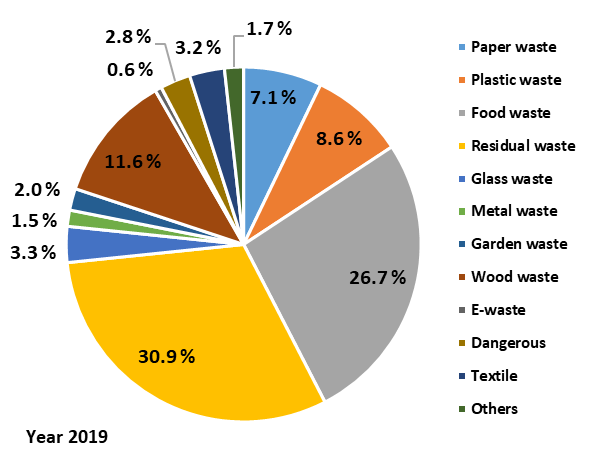 1.7 %
2.8 %
3.2 %
0.6 %
7.1 %
8.6 %
11.6 %
2.0 %
1.5 %
3.3 %
26.7 %
30.9 %
Year 2019
Paper waste
Plastic waste
Food waste
Residual waste
Glass waste
Metal waste
Garden waste
Wood waste
E-waste
Dangerous
Textile
Others